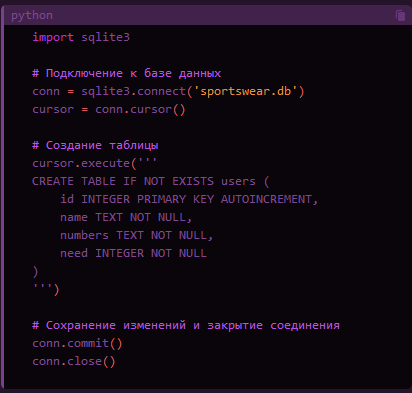 python
import sqlite3
# Подключение к базе данных
conn = sqlite3.connect('sportswear.db')
cursor = conn.cursor()
# Создание таблицы
cursor.execute('''
CREATE TABLE IF NOT EXISTS users (
    id INTEGER PRIMARY KEY AUTOINCREMENT,
    name TEXT NOT NULL,
    numbers TEXT NOT NULL,
    need INTEGER NOT NULL
)
''')
# Сохранение изменений и закрытие соединения
conn.commit()
conn.close()